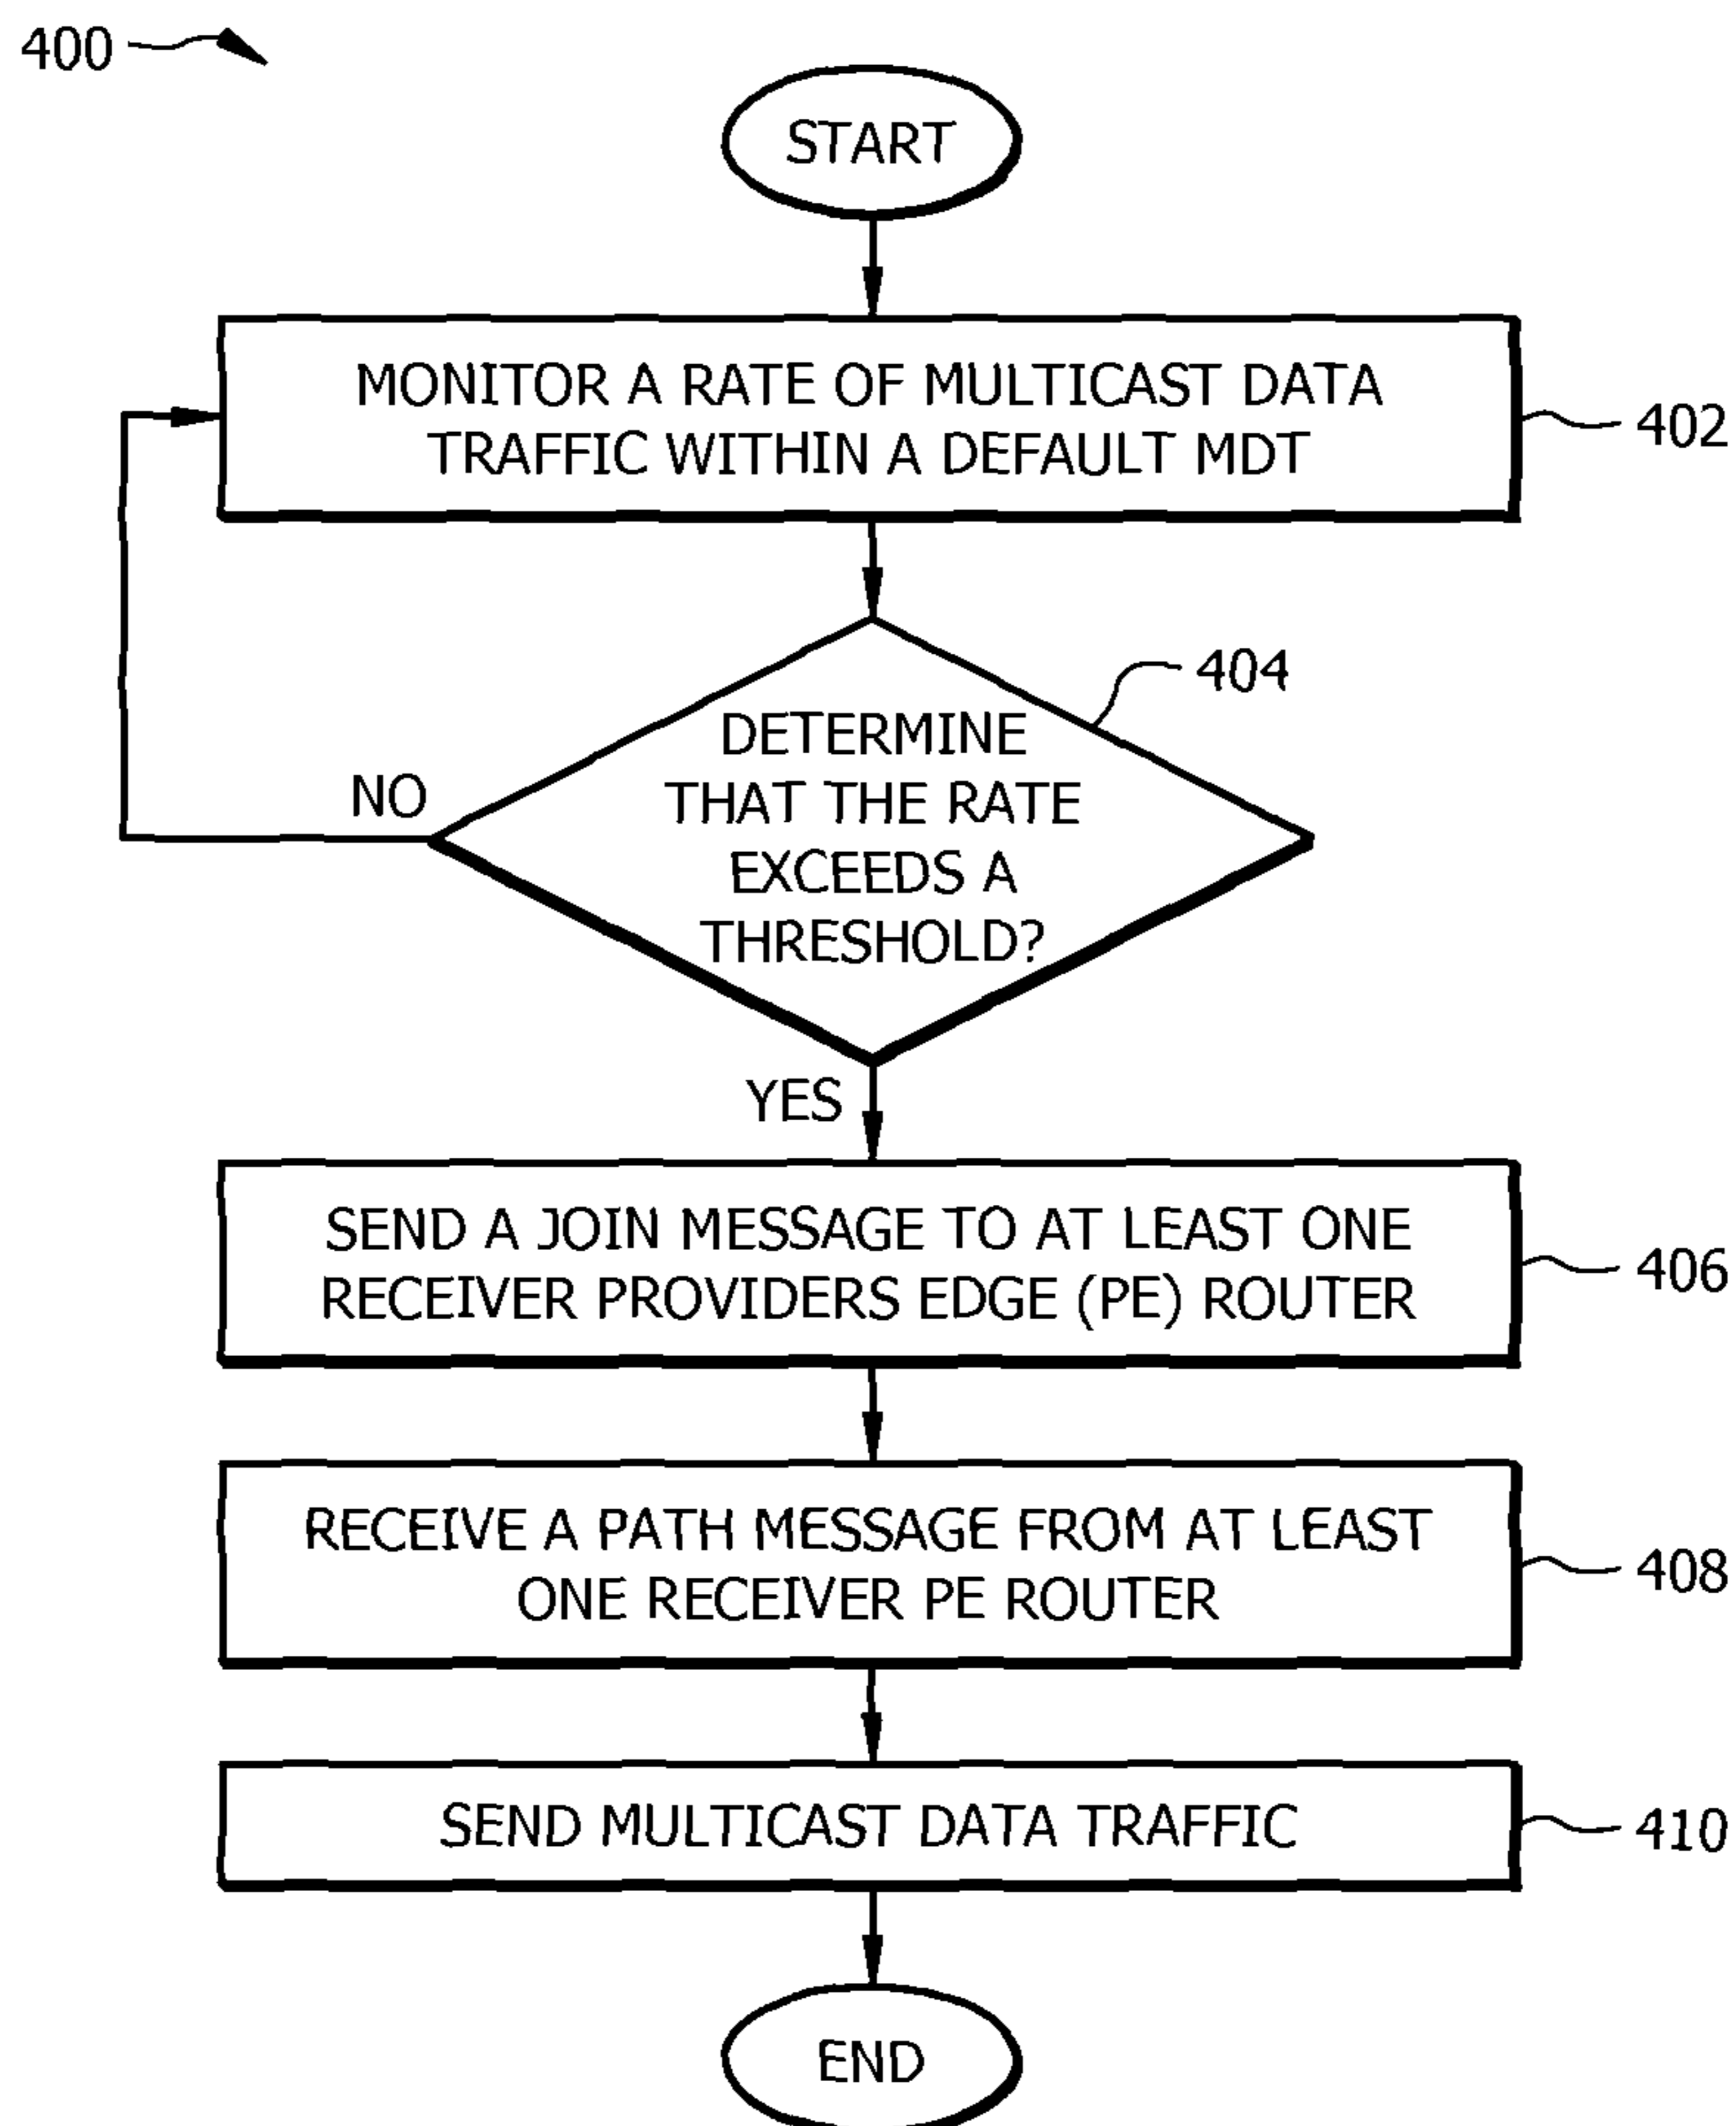 400
START
MONITOR A RATE OF MULTICAST DATA
TRAFFIC WITHIN A DEFAULT MDT
402
404
DETERMINE
THAT THE RATE
EXCEEDS A
THRESHOLD?
NO
YES
SEND A JOIN MESSAGE TO AT LEAST ONE
RECEIVER PROVIDERS EDGE (PE) ROUTER
406
RECEIVE A PATH MESSAGE FROM AT LEAST
ONE RECEIVER PE ROUTER
408
SEND MULTICAST DATA TRAFFIC
410
END